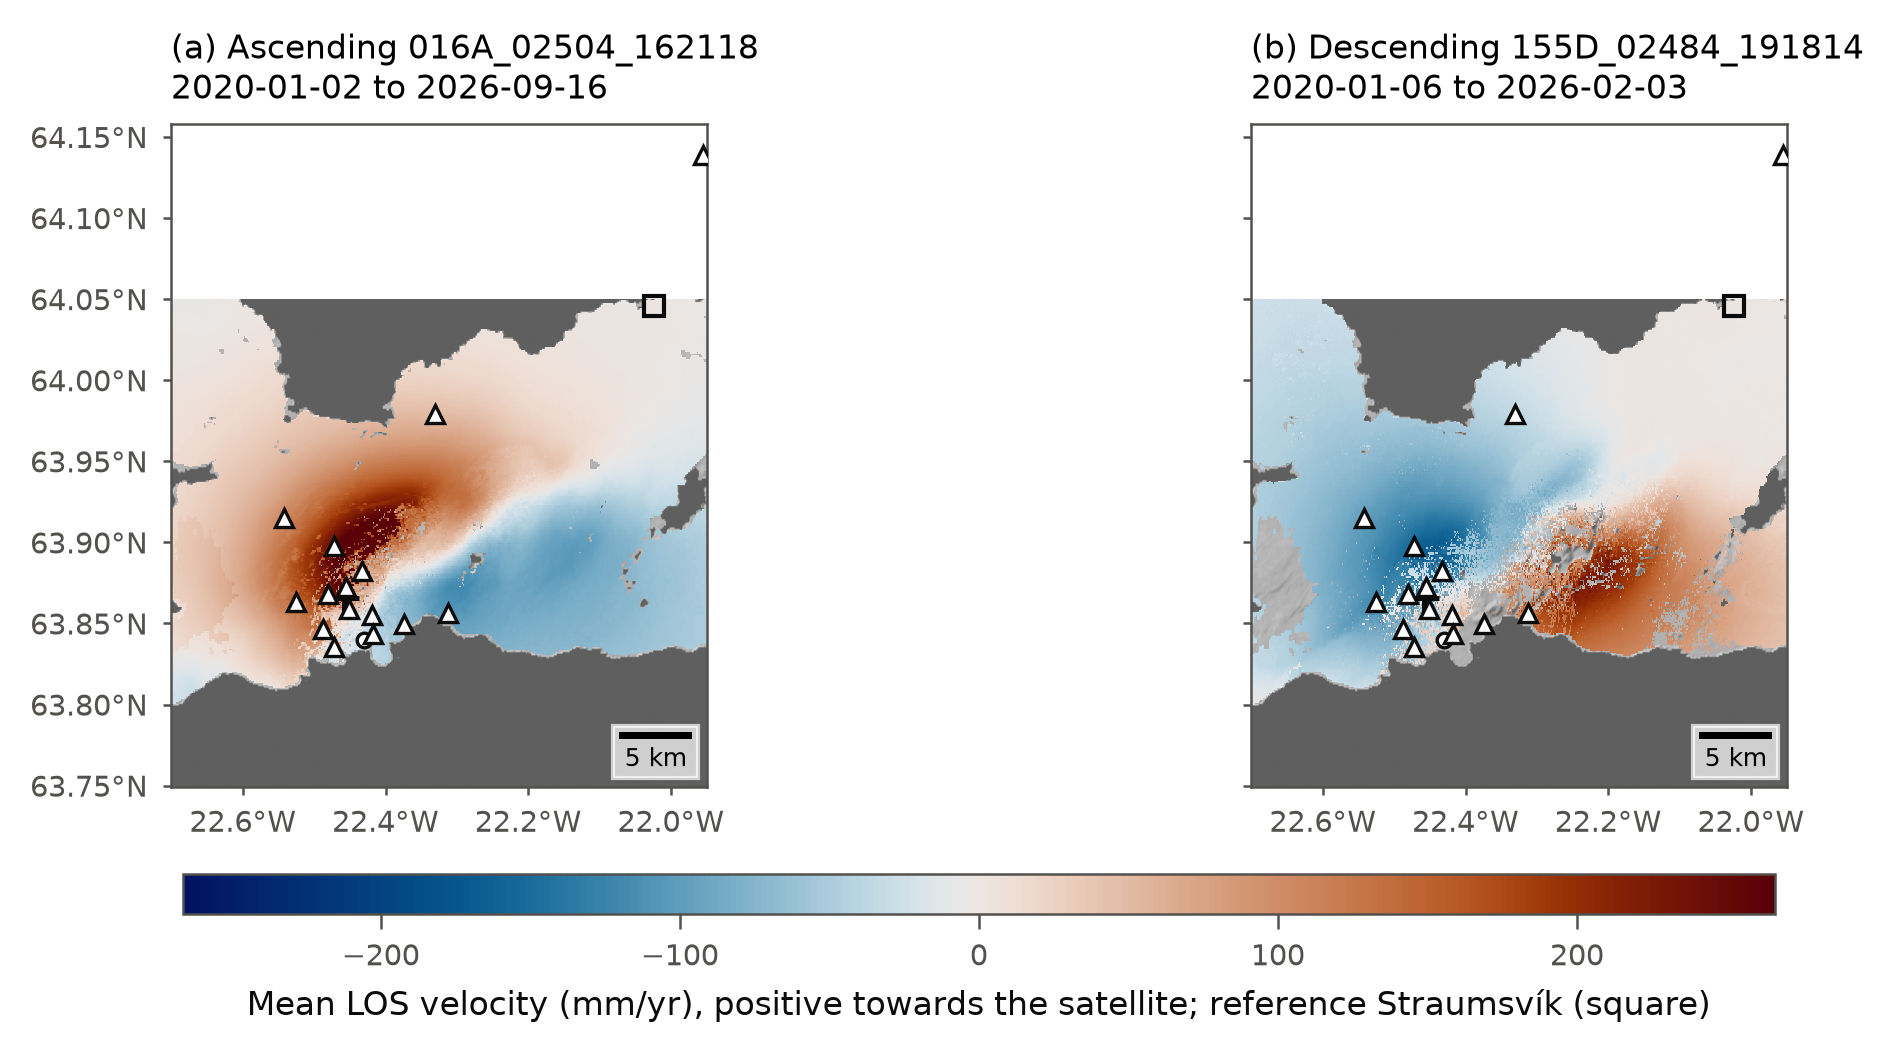 (a) Ascending 016A_02504_162118
2020-01-02 to 2026-09-16
(b) Descending 155D_02484_191814
2020-01-06 to 2026-02-03
64.15°N
64.10°N
64.05°N
64.00°N
63.95°N
63.90°N
63.85°N
63.80°N
63.75°N
5 km
5 km
22.6°W 22.4°W 22.2°W 22.0°W
22.6°W 22.4°W 22.2°W 22.0°W
−200 −100 0 100 200
Mean LOS velocity (mm/yr), positive towards the satellite; reference Straumsvík (square)